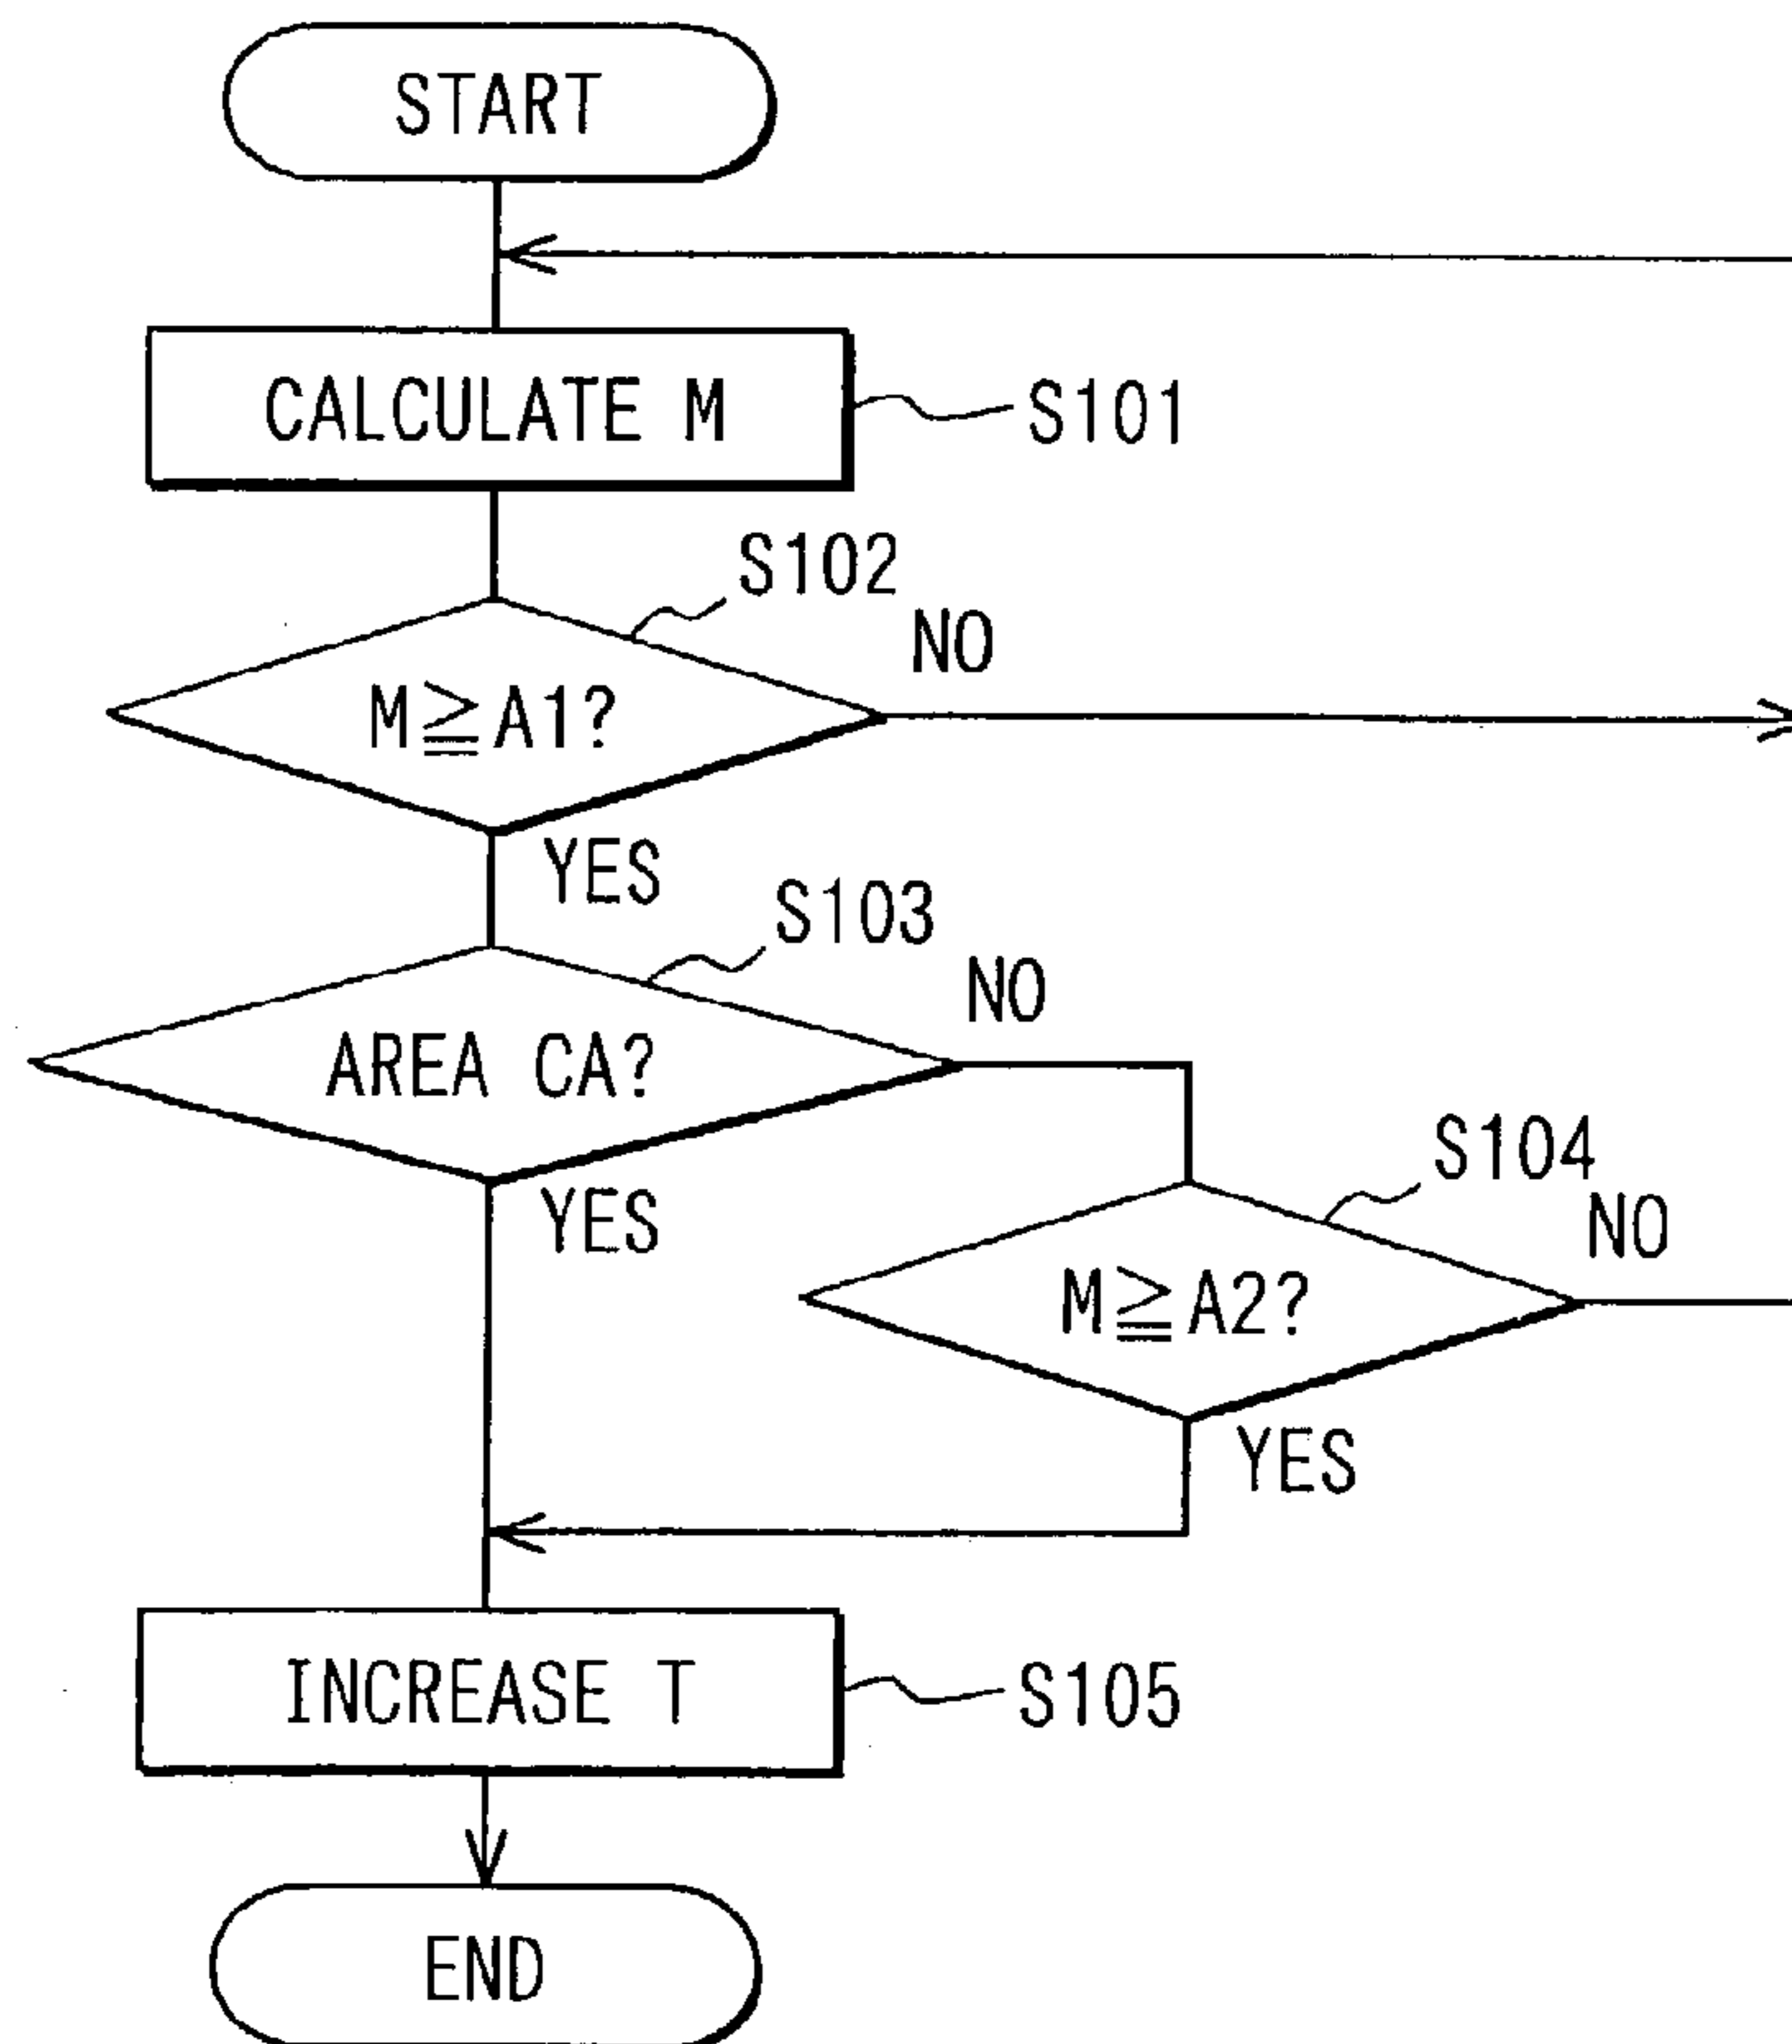 START
CALCULATE M
S101
S102
NO
M≧A1?
YES
S103
NO
AREA CA?
YES
S104
NO
M≧A2?
YES
INCREASE T
S105
END